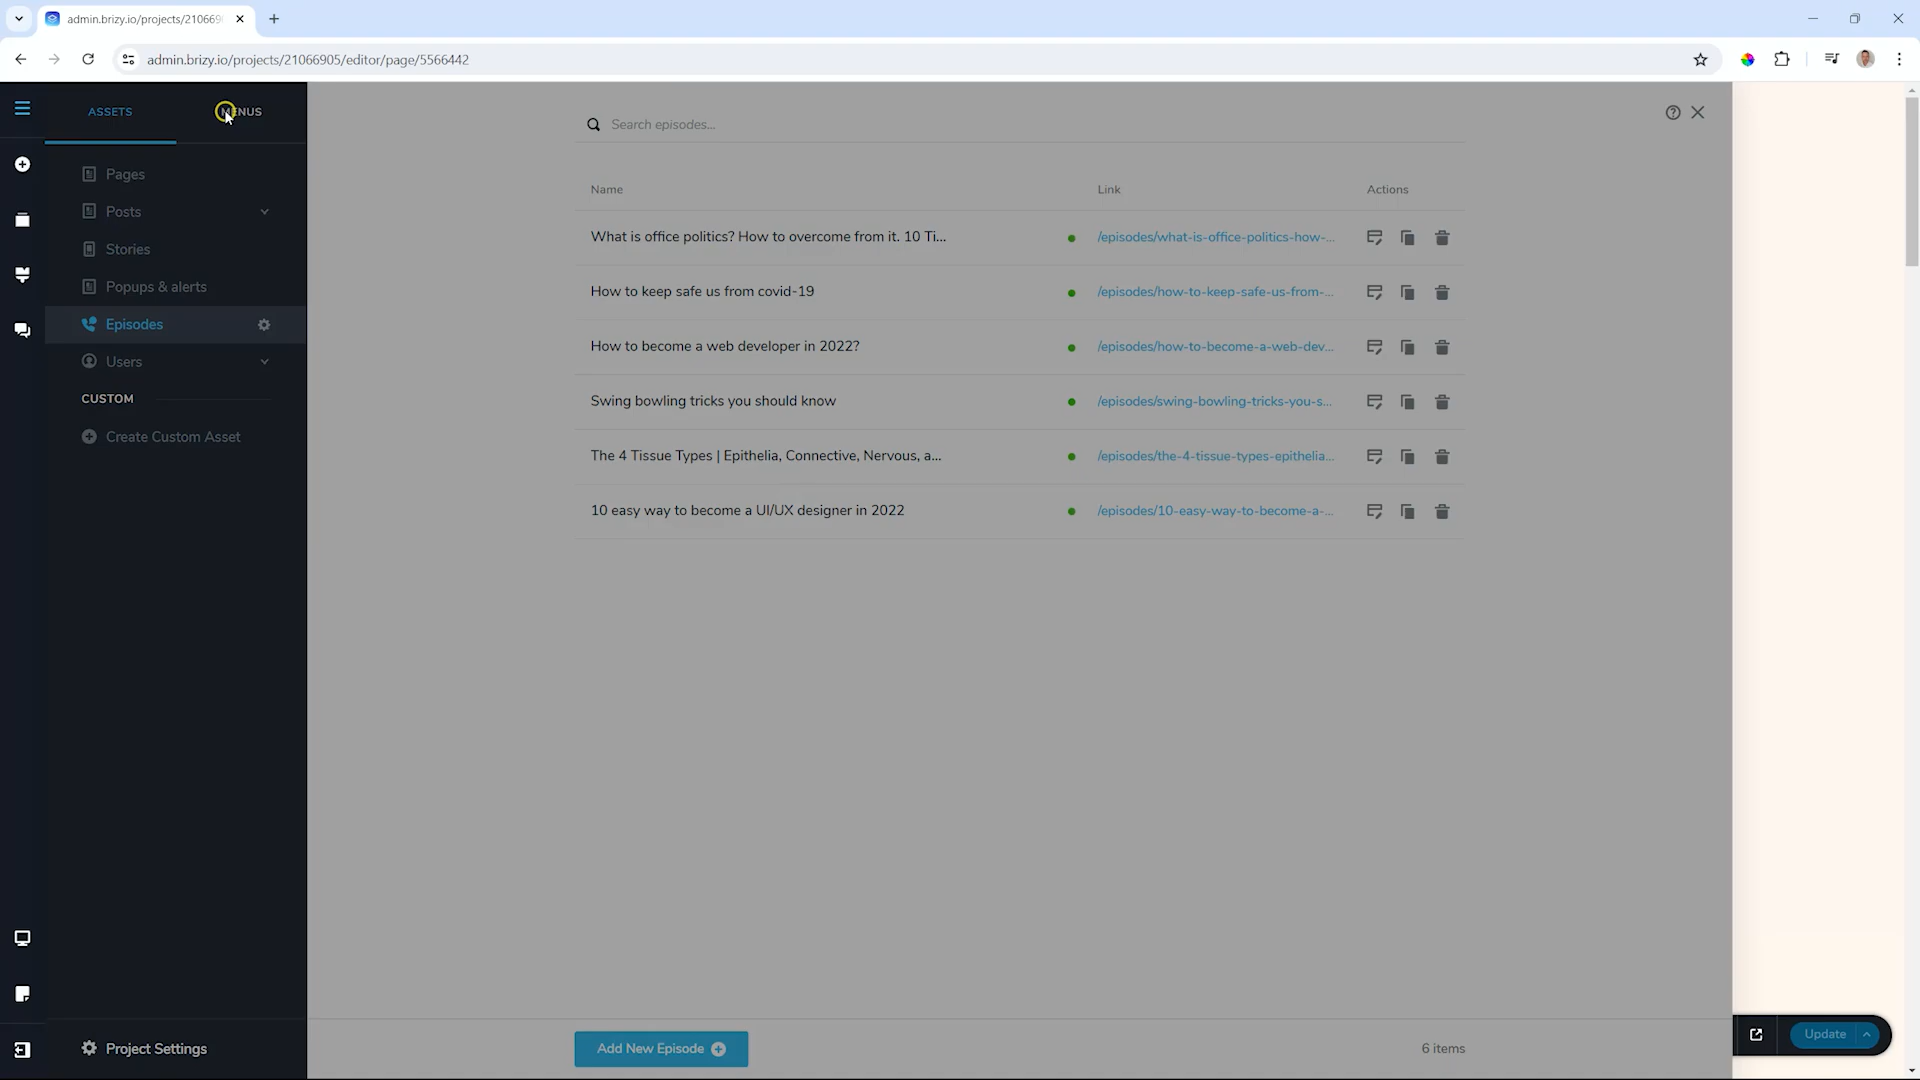 admin.brizy.io/projects/210669
admin.brizy.io/projects/21066905/editor/page/5566442
ASSETS
MENUS
Pages
Posts
Stories
Popups & alerts
Episodes
Users
CUSTOM
Create Custom Asset
Project Settings
Search episodes...
Name Link Actions
What is office politics? How to overcome from it. 10 Ti... /episodes/what-is-office-politics-how-...
How to keep safe us from covid-19 /episodes/how-to-keep-safe-us-from-...
How to become a web developer in 2022? /episodes/how-to-become-a-web-dev...
Swing bowling tricks you should know /episodes/swing-bowling-tricks-you-s...
The 4 Tissue Types | Epithelia, Connective, Nervous, a... /episodes/the-4-tissue-types-epithelia...
10 easy way to become a UI/UX designer in 2022 /episodes/10-easy-way-to-become-a-...
Add New Episode
6 items
Update